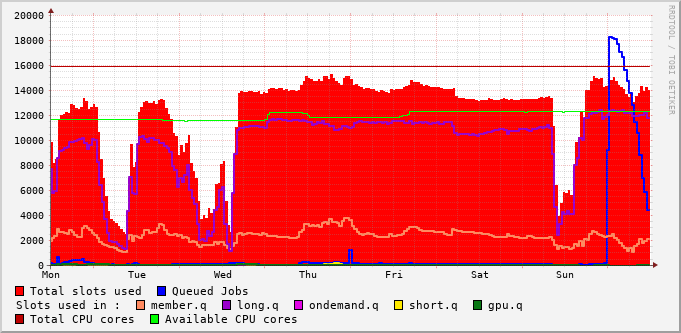 RRDTOOL / TOBI OETIKER
20000
18000
16000
14000
12000
10000
8000
6000
4000
2000
0
Mon Tue Wed Thu Fri Sat Sun
Total slots used Queued Jobs
Slots used in : member.q long.q ondemand.q short.q gpu.q
Total CPU cores Available CPU cores